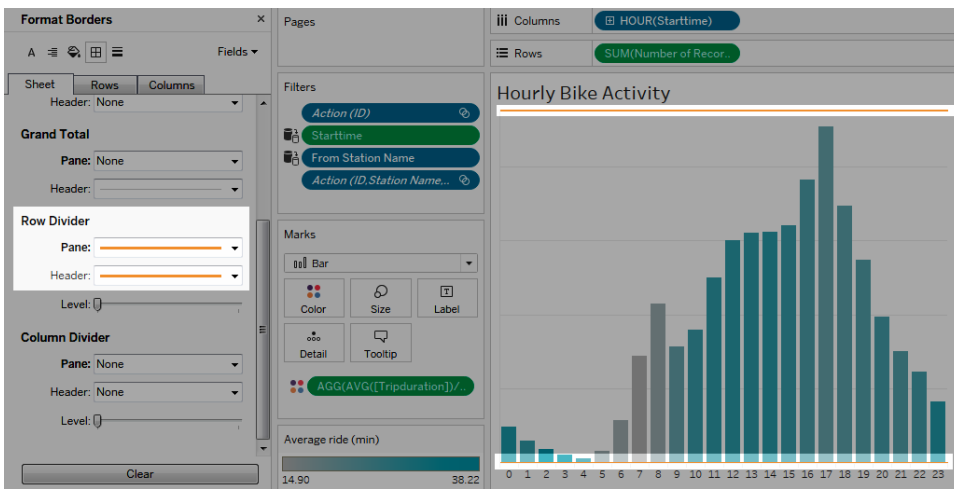 Format Borders ×
A Fields
Sheet Rows Columns
Header: None
Grand Total
Pane: None
Header:
Row Divider
Pane:
Header:
Level:
Column Divider
Pane: None
Header: None
Level:
Clear
Pages
Filters
Action (ID)
Starttime
From Station Name
Action (ID,Station Name,..
Marks
Bar
Color Size Label
Detail Tooltip
AGG(AVG([Tripduration])/..
Average ride (min)
14.90 38.22
Columns HOUR(Starttime)
Rows SUM(Number of Recor..
Hourly Bike Activity
0 1 2 3 4 5 6 7 8 9 10 11 12 13 14 15 16 17 18 19 20 21 22 23